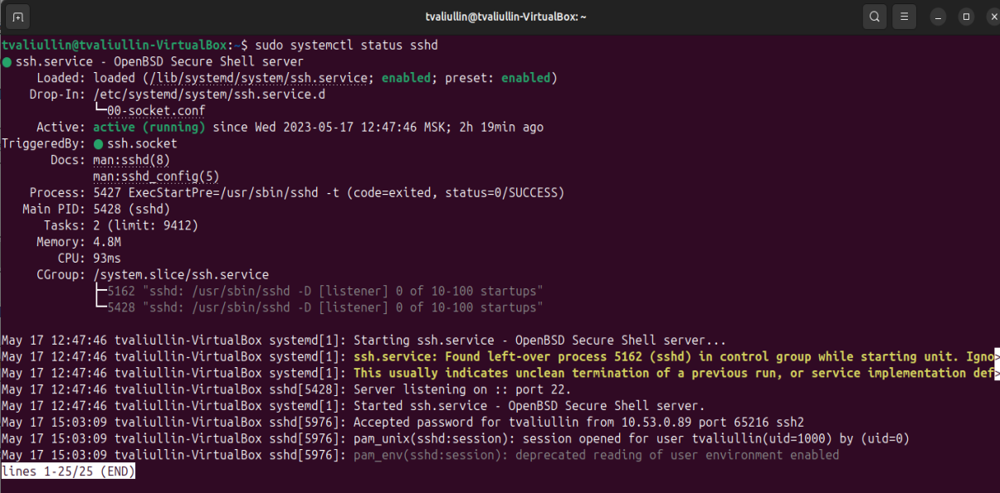 tvaliullin@tvaliullin-VirtualBox: ~
tvaliullin@tvaliullin-VirtualBox:~$ sudo systemctl status sshd
● ssh.service - OpenBSD Secure Shell server
     Loaded: loaded (/lib/systemd/system/ssh.service; enabled; preset: enabled)
    Drop-In: /etc/systemd/system/ssh.service.d
             └─00-socket.conf
     Active: active (running) since Wed 2023-05-17 12:47:46 MSK; 2h 19min ago
TriggeredBy: ● ssh.socket
       Docs: man:sshd(8)
             man:sshd_config(5)
    Process: 5427 ExecStartPre=/usr/sbin/sshd -t (code=exited, status=0/SUCCESS)
   Main PID: 5428 (sshd)
      Tasks: 2 (limit: 9412)
     Memory: 4.8M
        CPU: 93ms
     CGroup: /system.slice/ssh.service
             ├─5162 "sshd: /usr/sbin/sshd -D [listener] 0 of 10-100 startups"
             └─5428 "sshd: /usr/sbin/sshd -D [listener] 0 of 10-100 startups"
May 17 12:47:46 tvaliullin-VirtualBox systemd[1]: Starting ssh.service - OpenBSD Secure Shell server...
May 17 12:47:46 tvaliullin-VirtualBox systemd[1]: ssh.service: Found left-over process 5162 (sshd) in control group while starting unit. Igno>
May 17 12:47:46 tvaliullin-VirtualBox systemd[1]: This usually indicates unclean termination of a previous run, or service implementation def>
May 17 12:47:46 tvaliullin-VirtualBox sshd[5428]: Server listening on :: port 22.
May 17 12:47:46 tvaliullin-VirtualBox systemd[1]: Started ssh.service - OpenBSD Secure Shell server.
May 17 15:03:09 tvaliullin-VirtualBox sshd[5976]: Accepted password for tvaliullin from 10.53.0.89 port 65216 ssh2
May 17 15:03:09 tvaliullin-VirtualBox sshd[5976]: pam_unix(sshd:session): session opened for user tvaliullin(uid=1000) by (uid=0)
May 17 15:03:09 tvaliullin-VirtualBox sshd[5976]: pam_env(sshd:session): deprecated reading of user environment enabled
lines 1-25/25 (END)